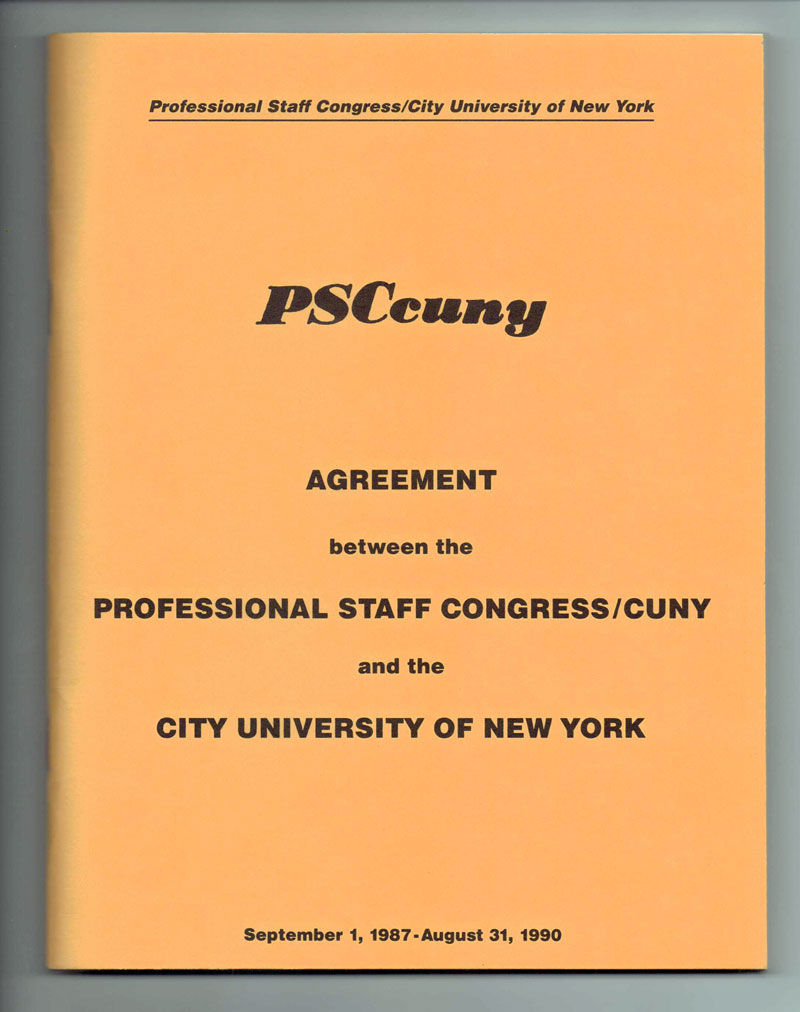 Professional Staff Congress/City University of New York
PSCcuny
AGREEMENT
between the
PROFESSIONAL STAFF CONGRESS/CUNY
and the
CITY UNIVERSITY OF NEW YORK
September 1, 1987-August 31, 1990